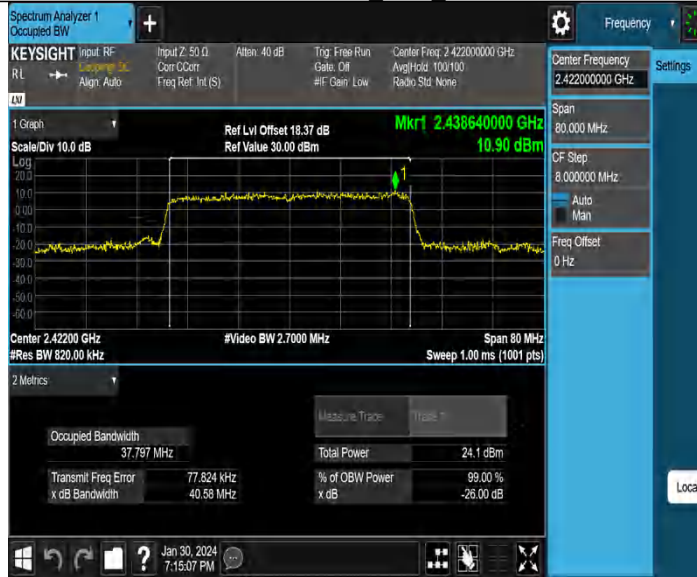 Spectrum Analyzer 1
Occupied BW
Frequency
KEYSIGHT
Input: RF
Coupling: DC
Align: Auto
RL
Input Z: 50 Ω
Corr CCorr
Freq Ref: Int (S)
Atten: 40 dB
Trig: Free Run
Gate: Off
#IF Gain: Low
Center Freq: 2.422000000 GHz
Avg|Hold: 100/100
Radio Std: None
1 Graph
Scale/Div 10.0 dB
Ref Lvl Offset 18.37 dB
Ref Value 30.00 dBm
Mkr1 2.438640000 GHz
10.90 dBm
Log
20.0
10.0
0.00
-10.0
-20.0
-30.0
-40.0
-50.0
-60.0
1
Center 2.42200 GHz
#Res BW 820.00 kHz
#Video BW 2.7000 MHz
Span 80 MHz
Sweep 1.00 ms (1001 pts)
2 Metrics
Measure Trace
Trace 1
Occupied Bandwidth
37.797 MHz
Total Power
24.1 dBm
Transmit Freq Error
77.824 kHz
% of OBW Power
99.00 %
x dB Bandwidth
40.58 MHz
x dB
-26.00 dB
Center Frequency
2.422000000 GHz
Settings
Span
80.000 MHz
CF Step
8.000000 MHz
Auto
Man
Freq Offset
0 Hz
Loca
?
Jan 30, 2024
7:15:07 PM